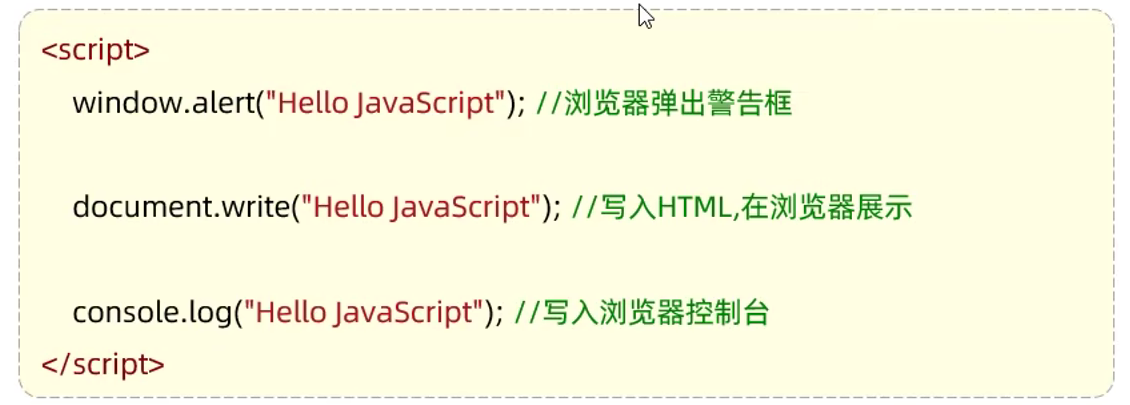 <script>
window.alert("Hello JavaScript"); //浏览器弹出警告框
document.write("Hello JavaScript"); //写入HTML,在浏览器展示
console.log("Hello JavaScript"); //写入浏览器控制台
</script>